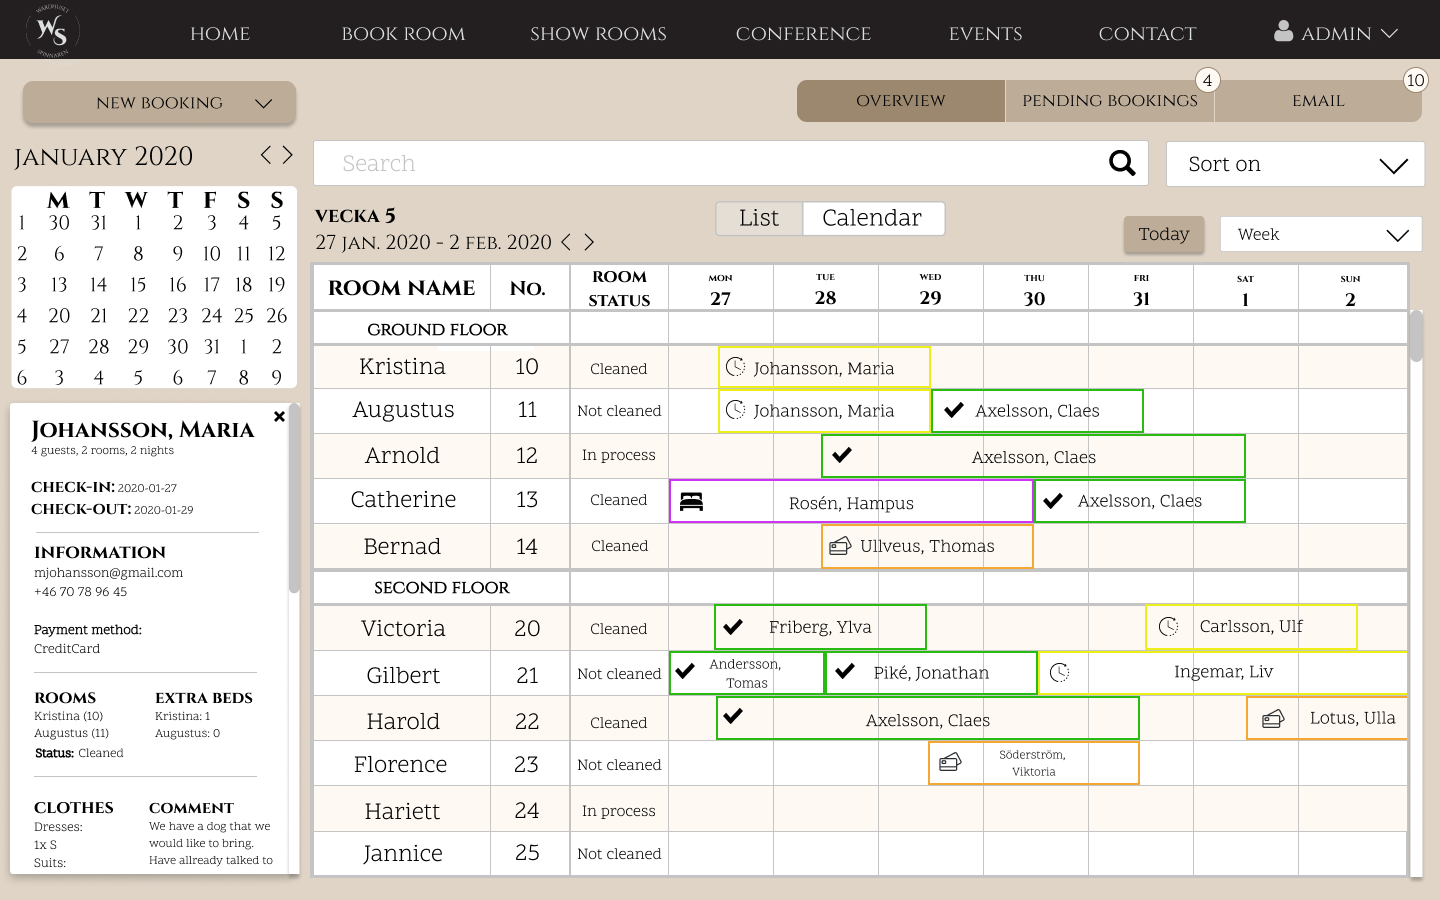 WARDHUSET
WS
SPINNAREN
HOME BOOK ROOM SHOW ROOMS CONFERENCE EVENTS CONTACT ADMIN
NEW BOOKING
OVERVIEW PENDING BOOKINGS 4 EMAIL 10
JANUARY 2020
M T W T F S S
1 30 31 1 2 3 4 5
2 6 7 8 9 10 11 12
3 13 14 15 16 17 18 19
4 20 21 22 23 24 25 26
5 27 28 29 30 31 1 2
6 3 4 5 6 7 8 9
Search
Sort on
VECKA 5
27 JAN. 2020 - 2 FEB. 2020
List Calendar
Today
Week
ROOM NAME No. ROOM STATUS MON 27 TUE 28 WED 29 THU 30 FRI 31 SAT 1 SUN 2
GROUND FLOOR
Kristina 10 Cleaned Johansson, Maria
Augustus 11 Not cleaned Johansson, Maria Axelsson, Claes
Arnold 12 In process Axelsson, Claes
Catherine 13 Cleaned Rosén, Hampus Axelsson, Claes
Bernad 14 Cleaned Ullveus, Thomas
SECOND FLOOR
Victoria 20 Cleaned Friberg, Ylva Carlsson, Ulf
Gilbert 21 Not cleaned Andersson, Tomas Piké, Jonathan Ingemar, Liv
Harold 22 Cleaned Axelsson, Claes Lotus, Ulla
Florence 23 Not cleaned Söderström, Viktoria
Hariett 24 In process
Jannice 25 Not cleaned
JOHANSSON, MARIA
4 guests, 2 rooms, 2 nights
CHECK-IN: 2020-01-27
CHECK-OUT: 2020-01-29
INFORMATION
mjohansson@gmail.com
+46 70 78 96 45
Payment method:
CreditCard
ROOMS
Kristina (10)
Augustus (11)
Status: Cleaned
EXTRA BEDS
Kristina: 1
Augustus: 0
CLOTHES
Dresses:
1x S
Suits:
COMMENT
We have a dog that we
would like to bring.
Have allready talked to